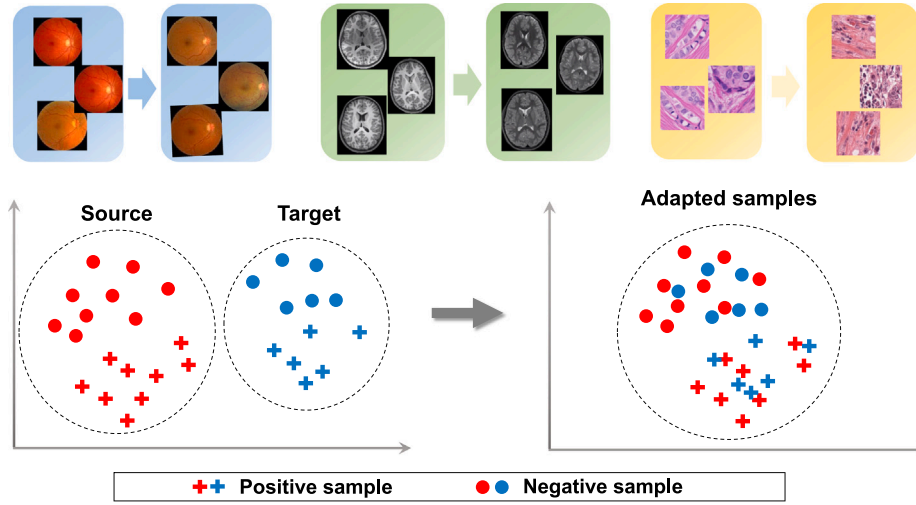 Source
Target
Adapted samples
Positive sample
Negative sample